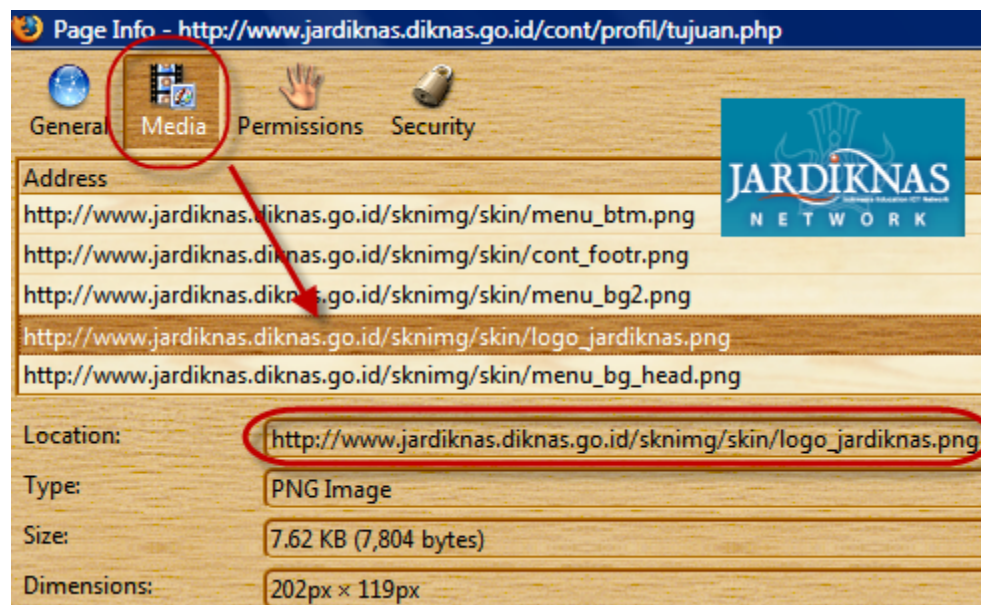 Page Info - http://www.jardiknas.diknas.go.id/cont/profil/tujuan.php
General Media Permissions Security
JARDIKNAS
Indonesia Education ICT Network
NETWORK
Address
http://www.jardiknas.diknas.go.id/sknimg/skin/menu_btm.png
http://www.jardiknas.diknas.go.id/sknimg/skin/cont_footr.png
http://www.jardiknas.diknas.go.id/sknimg/skin/menu_bg2.png
http://www.jardiknas.diknas.go.id/sknimg/skin/logo_jardiknas.png
http://www.jardiknas.diknas.go.id/sknimg/skin/menu_bg_head.png
Location: http://www.jardiknas.diknas.go.id/sknimg/skin/logo_jardiknas.png
Type: PNG Image
Size: 7.62 KB (7,804 bytes)
Dimensions: 202px × 119px